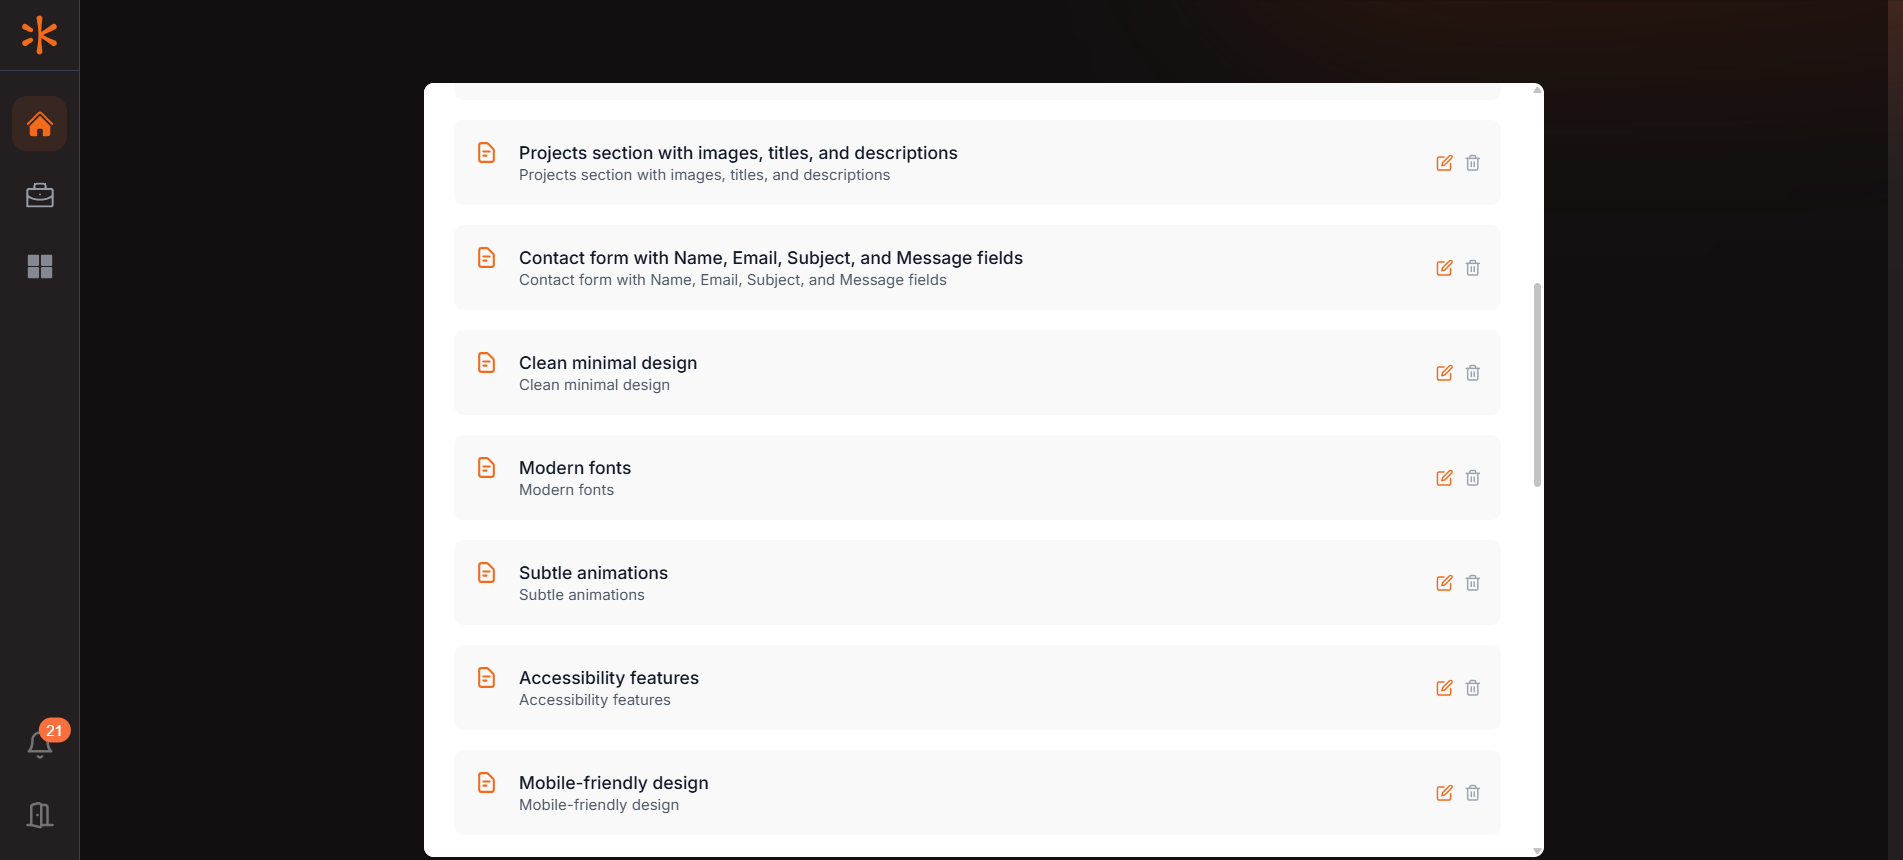 Projects section with images, titles, and descriptions
Projects section with images, titles, and descriptions
Contact form with Name, Email, Subject, and Message fields
Contact form with Name, Email, Subject, and Message fields
Clean minimal design
Clean minimal design
Modern fonts
Modern fonts
Subtle animations
Subtle animations
Accessibility features
Accessibility features
Mobile-friendly design
Mobile-friendly design
21